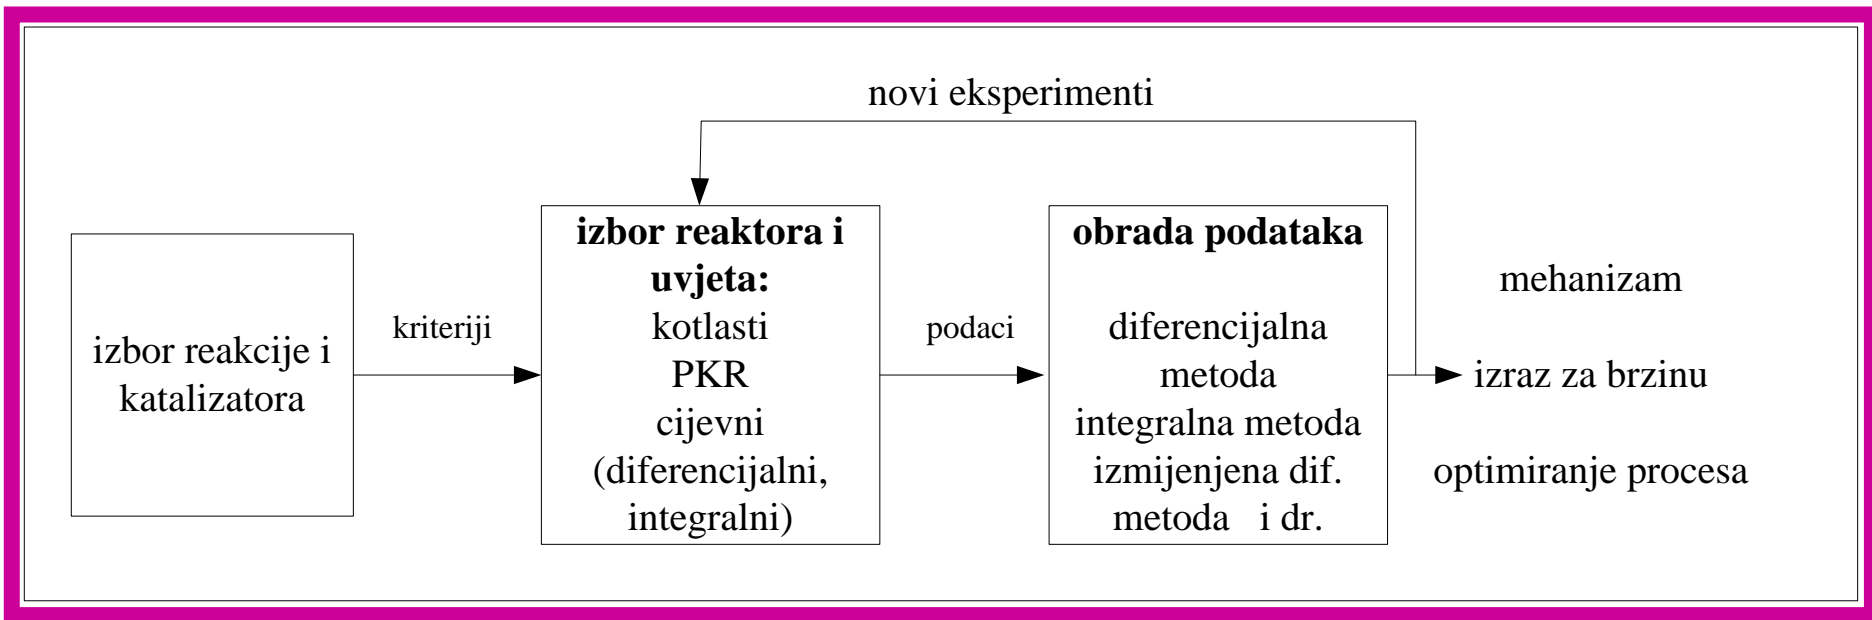 novi eksperimenti
izbor reakcije i
katalizatora
kriteriji
izbor reaktora i
uvjeta:
kotlasti
PKR
cijevni
(diferencijalni,
integralni)
podaci
obrada podataka
diferencijalna
metoda
integralna metoda
izmijenjena dif.
metoda i dr.
mehanizam
izraz za brzinu
optimiranje procesa